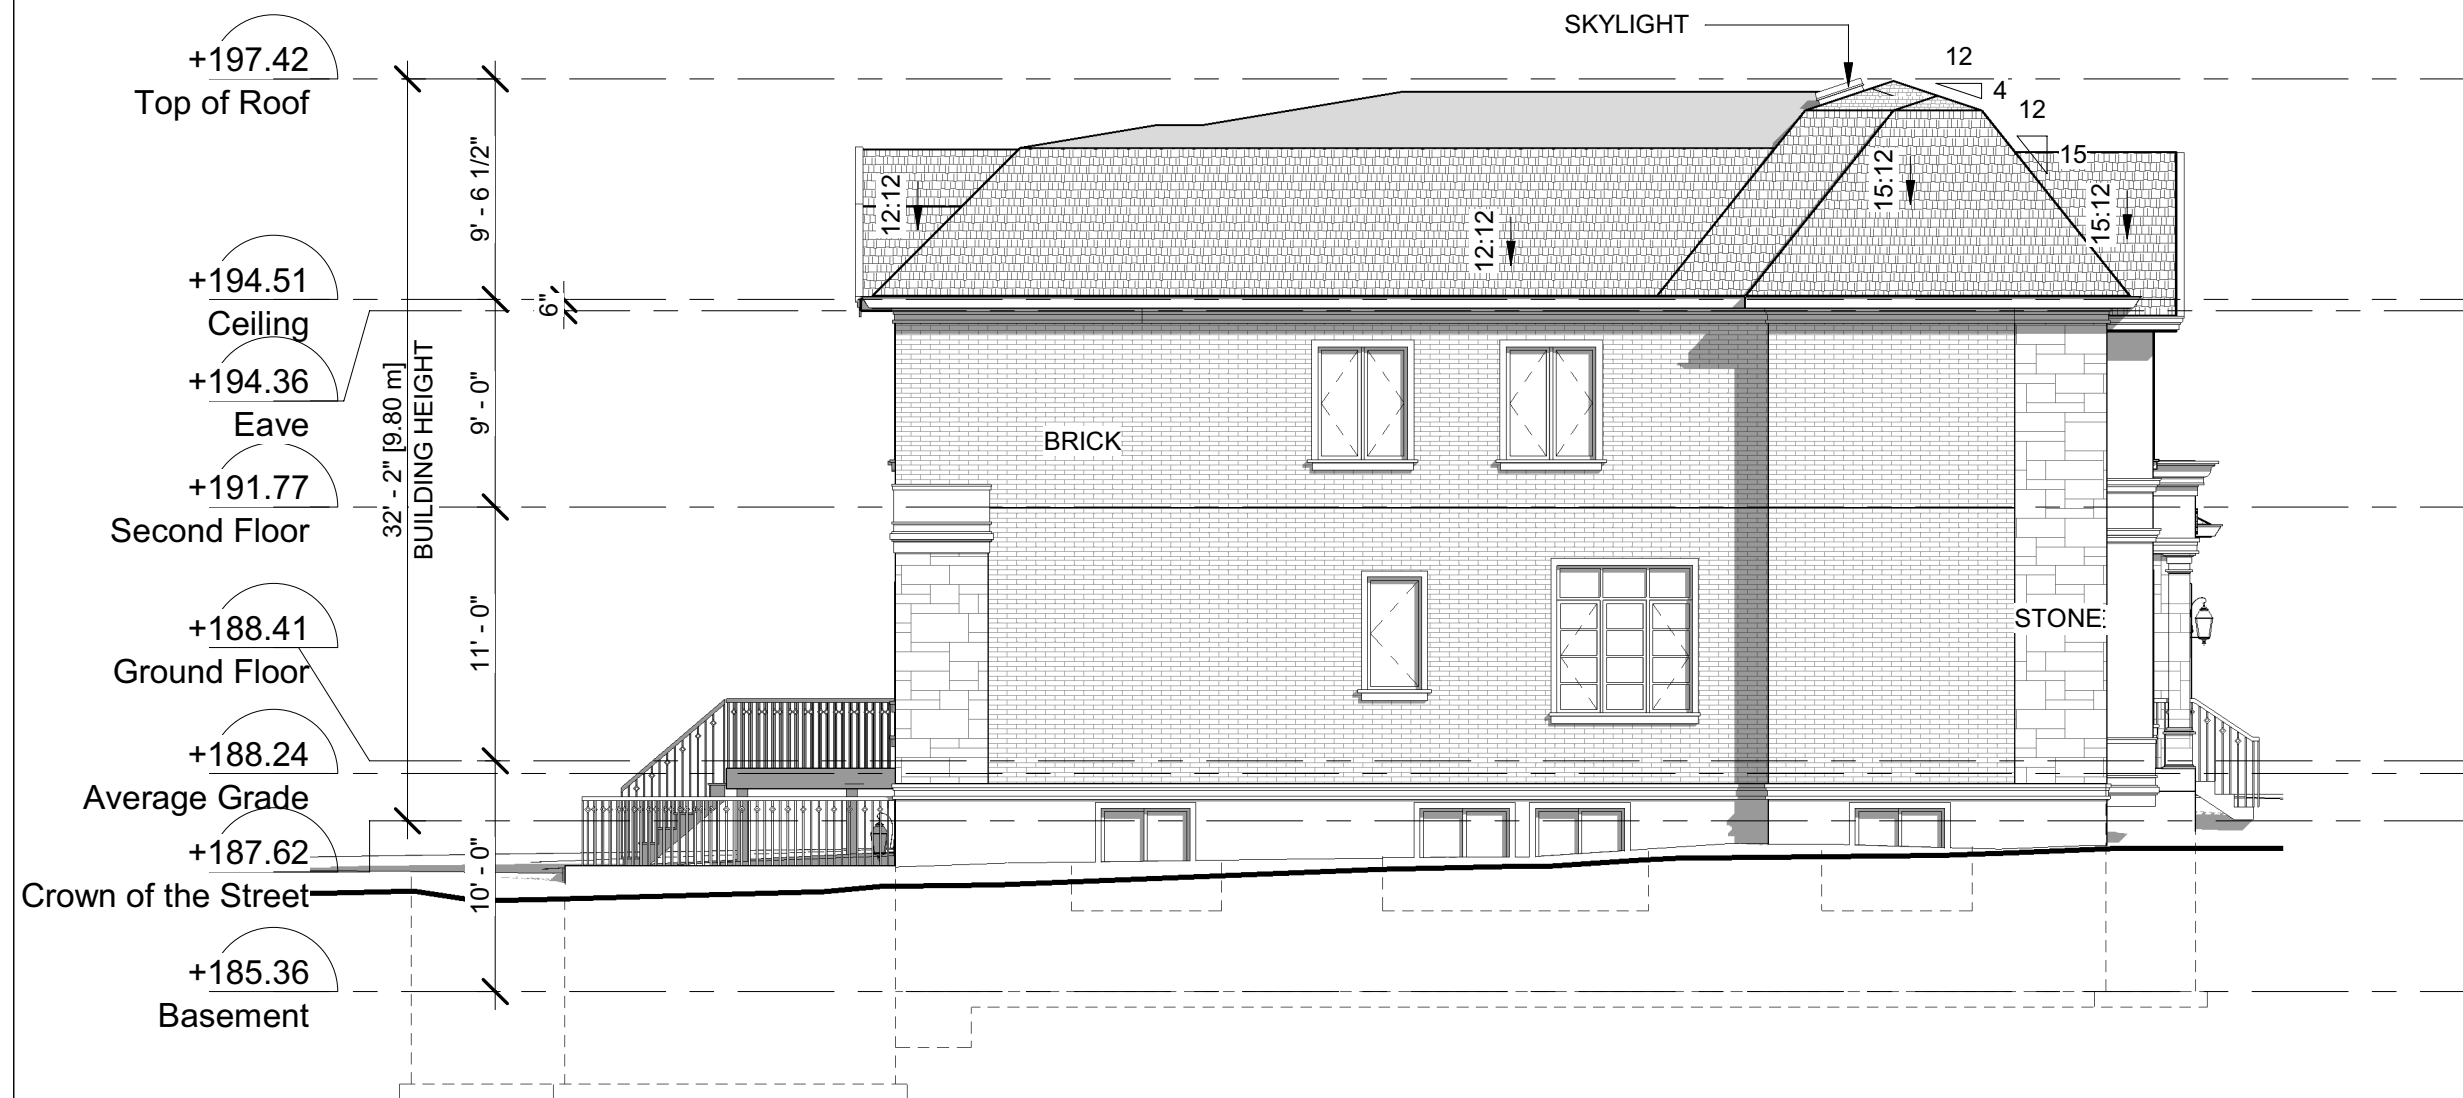 SKYLIGHT
+197.42
Top of Roof
12
4
12
15
9' - 6 1/2"
12:12
12:12
15:12
15:12
+194.51
Ceiling
6"
+194.36
Eave
32' - 2" [9.80 m]
BUILDING HEIGHT
9' - 0"
BRICK
+191.77
Second Floor
11' - 0"
STONE
+188.41
Ground Floor
+188.24
Average Grade
+187.62
Crown of the Street
10' - 0"
+185.36
Basement